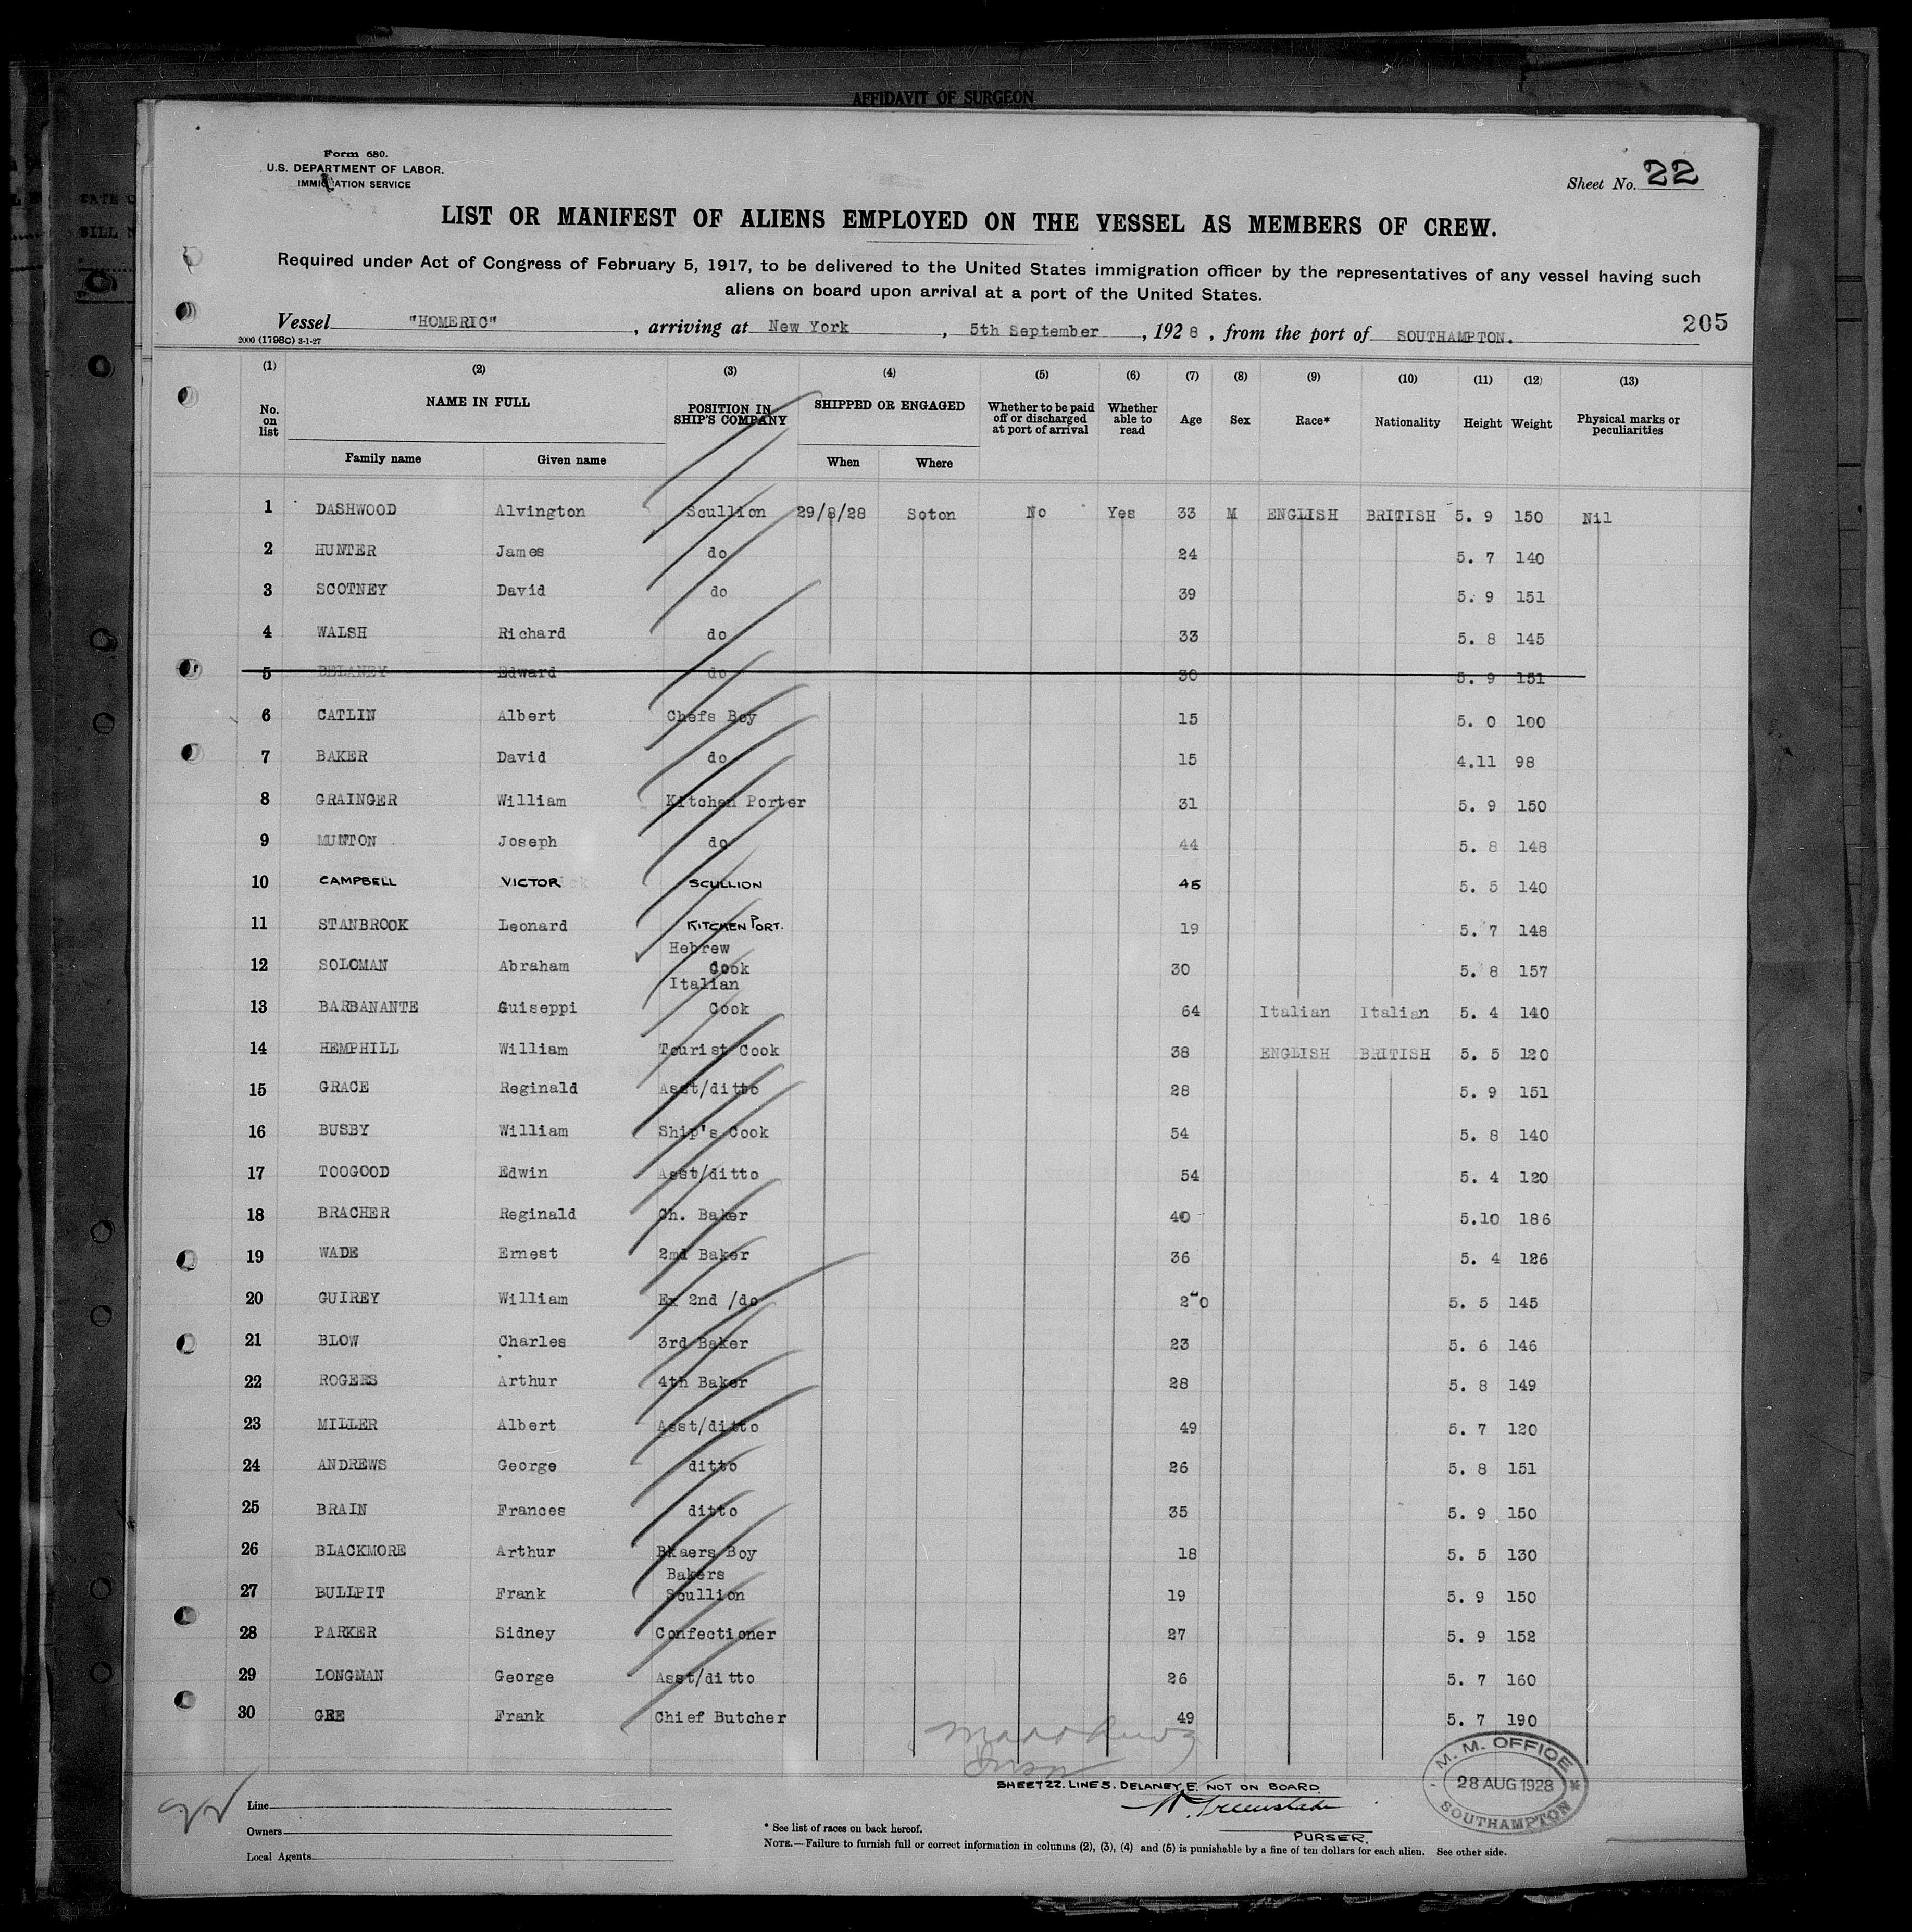 AFFIDAVIT OF SURGEON
Form 680.
U.S. DEPARTMENT OF LABOR.
IMMIGRATION SERVICE
Sheet No. 22
LIST OR MANIFEST OF ALIENS EMPLOYED ON THE VESSEL AS MEMBERS OF CREW.
Required under Act of Congress of February 5, 1917, to be delivered to the United States immigration officer by the representatives of any vessel having such
aliens on board upon arrival at a port of the United States.
205
Vessel "HOMERIC", arriving at New York, 5th September, 1928, from the port of SOUTHAMPTON.
2000 (1798C) 3-1-27
(1) (2) (3) (4) (5) (6) (7) (8) (9) (10) (11) (12) (13)
No. on list NAME IN FULL POSITION IN SHIP'S COMPANY SHIPPED OR ENGAGED Whether to be paid off or discharged at port of arrival Whether able to read Age Sex Race* Nationality Height Weight Physical marks or peculiarities
Family name Given name When Where
1 DASHWOOD Alvington Scullion 29/8/28 Soton No Yes 33 M ENGLISH BRITISH 5. 9 150 Nil
2 HUNTER James do 24 5. 7 140
3 SCOTNEY David do 39 5. 9 151
4 WALSH Richard do 33 5. 8 145
5 DELANEY Edward do 30 5. 9 151
6 CATLIN Albert Chefs Boy 15 5. 0 100
7 BAKER David do 15 4.11 98
8 GRAINGER William Kitchen Porter 31 5. 9 150
9 MUNTON Joseph do 44 5. 8 148
10 CAMPBELL VICTOR SCULLION 45 5. 5 140
11 STANBROOK Leonard KITCHEN PORT. 19 5. 7 148
12 SOLOMAN Abraham Hebrew Cook 30 5. 8 157
13 BARBANANTE Guiseppi Italian Cook 64 Italian Italian 5. 4 140
14 HEMPHILL William Tourist Cook 38 ENGLISH BRITISH 5. 5 120
15 GRACE Reginald Asst/ditto 28 5. 9 151
16 BUSBY William Ship's Cook 54 5. 8 140
17 TOOGOOD Edwin Asst/ditto 54 5. 4 120
18 BRACHER Reginald Ch. Baker 40 5.10 186
19 WADE Ernest 2nd Baker 36 5. 4 126
20 GUIREY William Ex 2nd /do 2"0 5. 5 145
21 BLOW Charles 3rd Baker 23 5. 6 146
22 ROGERS Arthur 4th Baker 28 5. 8 149
23 MILLER Albert Asst/ditto 49 5. 7 120
24 ANDREWS George ditto 26 5. 8 151
25 BRAIN Frances ditto 35 5. 9 150
26 BLACKMORE Arthur Bkaers Boy 18 5. 5 130
27 BULLPIT Frank Bakers Scullion 19 5. 9 150
28 PARKER Sidney Confectioner 27 5. 9 152
29 LONGMAN George Asst/ditto 26 5. 7 160
30 GEE Frank Chief Butcher 49 5. 7 190
SHEET 22. LINE 5. DELANEY, E. NOT ON BOARD
PURSER.
M. M. OFFICE
28 AUG 1928
SOUTHAMPTON
Line
Owners
Local Agents
* See list of races on back hereof.
NOTE.—Failure to furnish full or correct information in columns (2), (3), (4) and (5) is punishable by a fine of ten dollars for each alien. See other side.